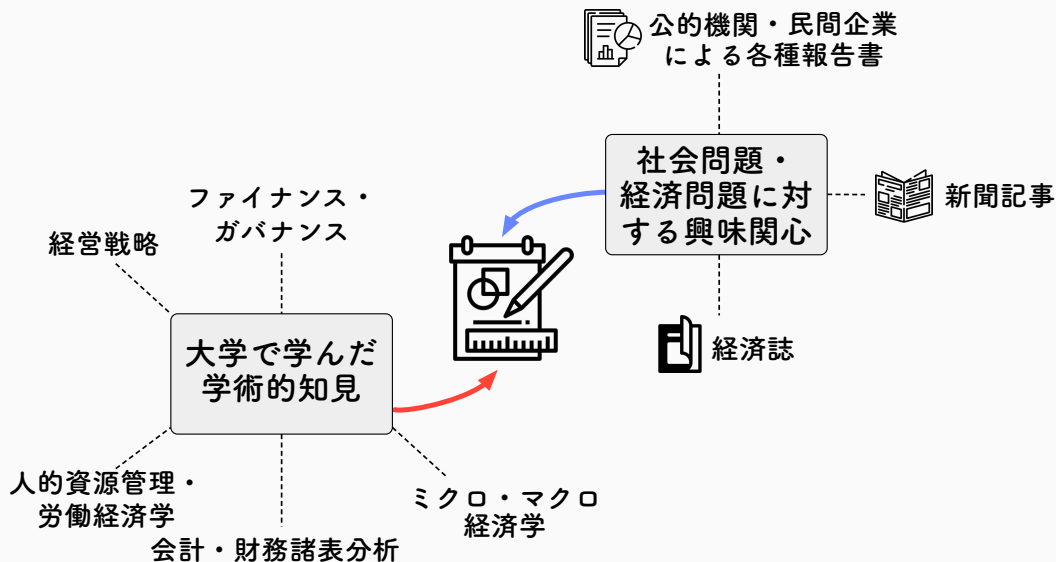 公的機関・民間企業
による各種報告書
社会問題・
経済問題に対
する興味関心
新聞記事
経済誌
ファイナンス・
ガバナンス
経営戦略
大学で学んだ
学術的知見
人的資源管理・
労働経済学
会計・財務諸表分析
ミクロ・マクロ
経済学